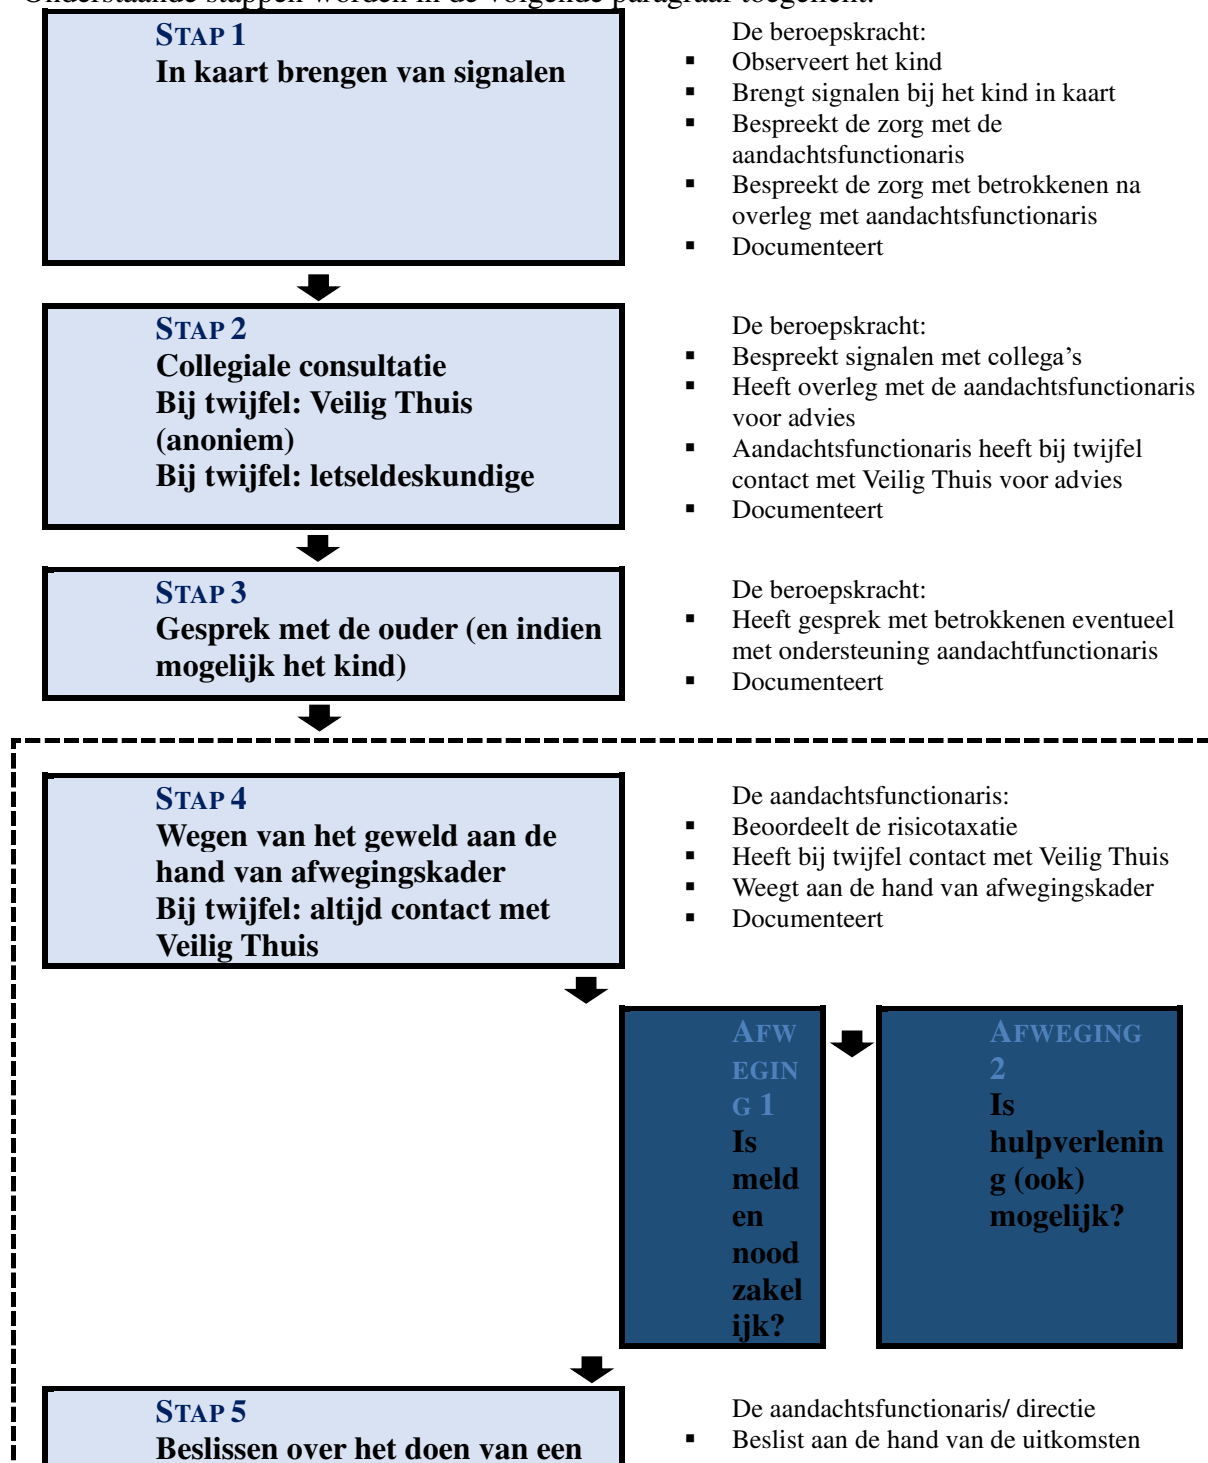 Onderstaande stappen worden in de volgende paragraaf toegelicht.
STAP 1
In kaart brengen van signalen
De beroepskracht:
▪ Observeert het kind
▪ Brengt signalen bij het kind in kaart
▪ Bespreekt de zorg met de
aandachtsfunctionaris
▪ Bespreekt de zorg met betrokkenen na
overleg met aandachtsfunctionaris
▪ Documenteert
STAP 2
Collegiale consultatie
Bij twijfel: Veilig Thuis
(anoniem)
Bij twijfel: letseldeskundige
De beroepskracht:
▪ Bespreekt signalen met collega’s
▪ Heeft overleg met de aandachtsfunctionaris
voor advies
▪ Aandachtsfunctionaris heeft bij twijfel
contact met Veilig Thuis voor advies
▪ Documenteert
STAP 3
Gesprek met de ouder (en indien
mogelijk het kind)
De beroepskracht:
▪ Heeft gesprek met betrokkenen eventueel
met ondersteuning aandachtfunctionaris
▪ Documenteert
STAP 4
Wegen van het geweld aan de
hand van afwegingskader
Bij twijfel: altijd contact met
Veilig Thuis
De aandachtsfunctionaris:
▪ Beoordeelt de risicotaxatie
▪ Heeft bij twijfel contact met Veilig Thuis
▪ Weegt aan de hand van afwegingskader
▪ Documenteert
AFW
EGIN
G 1
Is
meld
en
nood
zakel
ijk?
AFWEGING
2
Is
hulpverlenin
g (ook)
mogelijk?
STAP 5
Beslissen over het doen van een
De aandachtsfunctionaris/ directie
▪ Beslist aan de hand van de uitkomsten